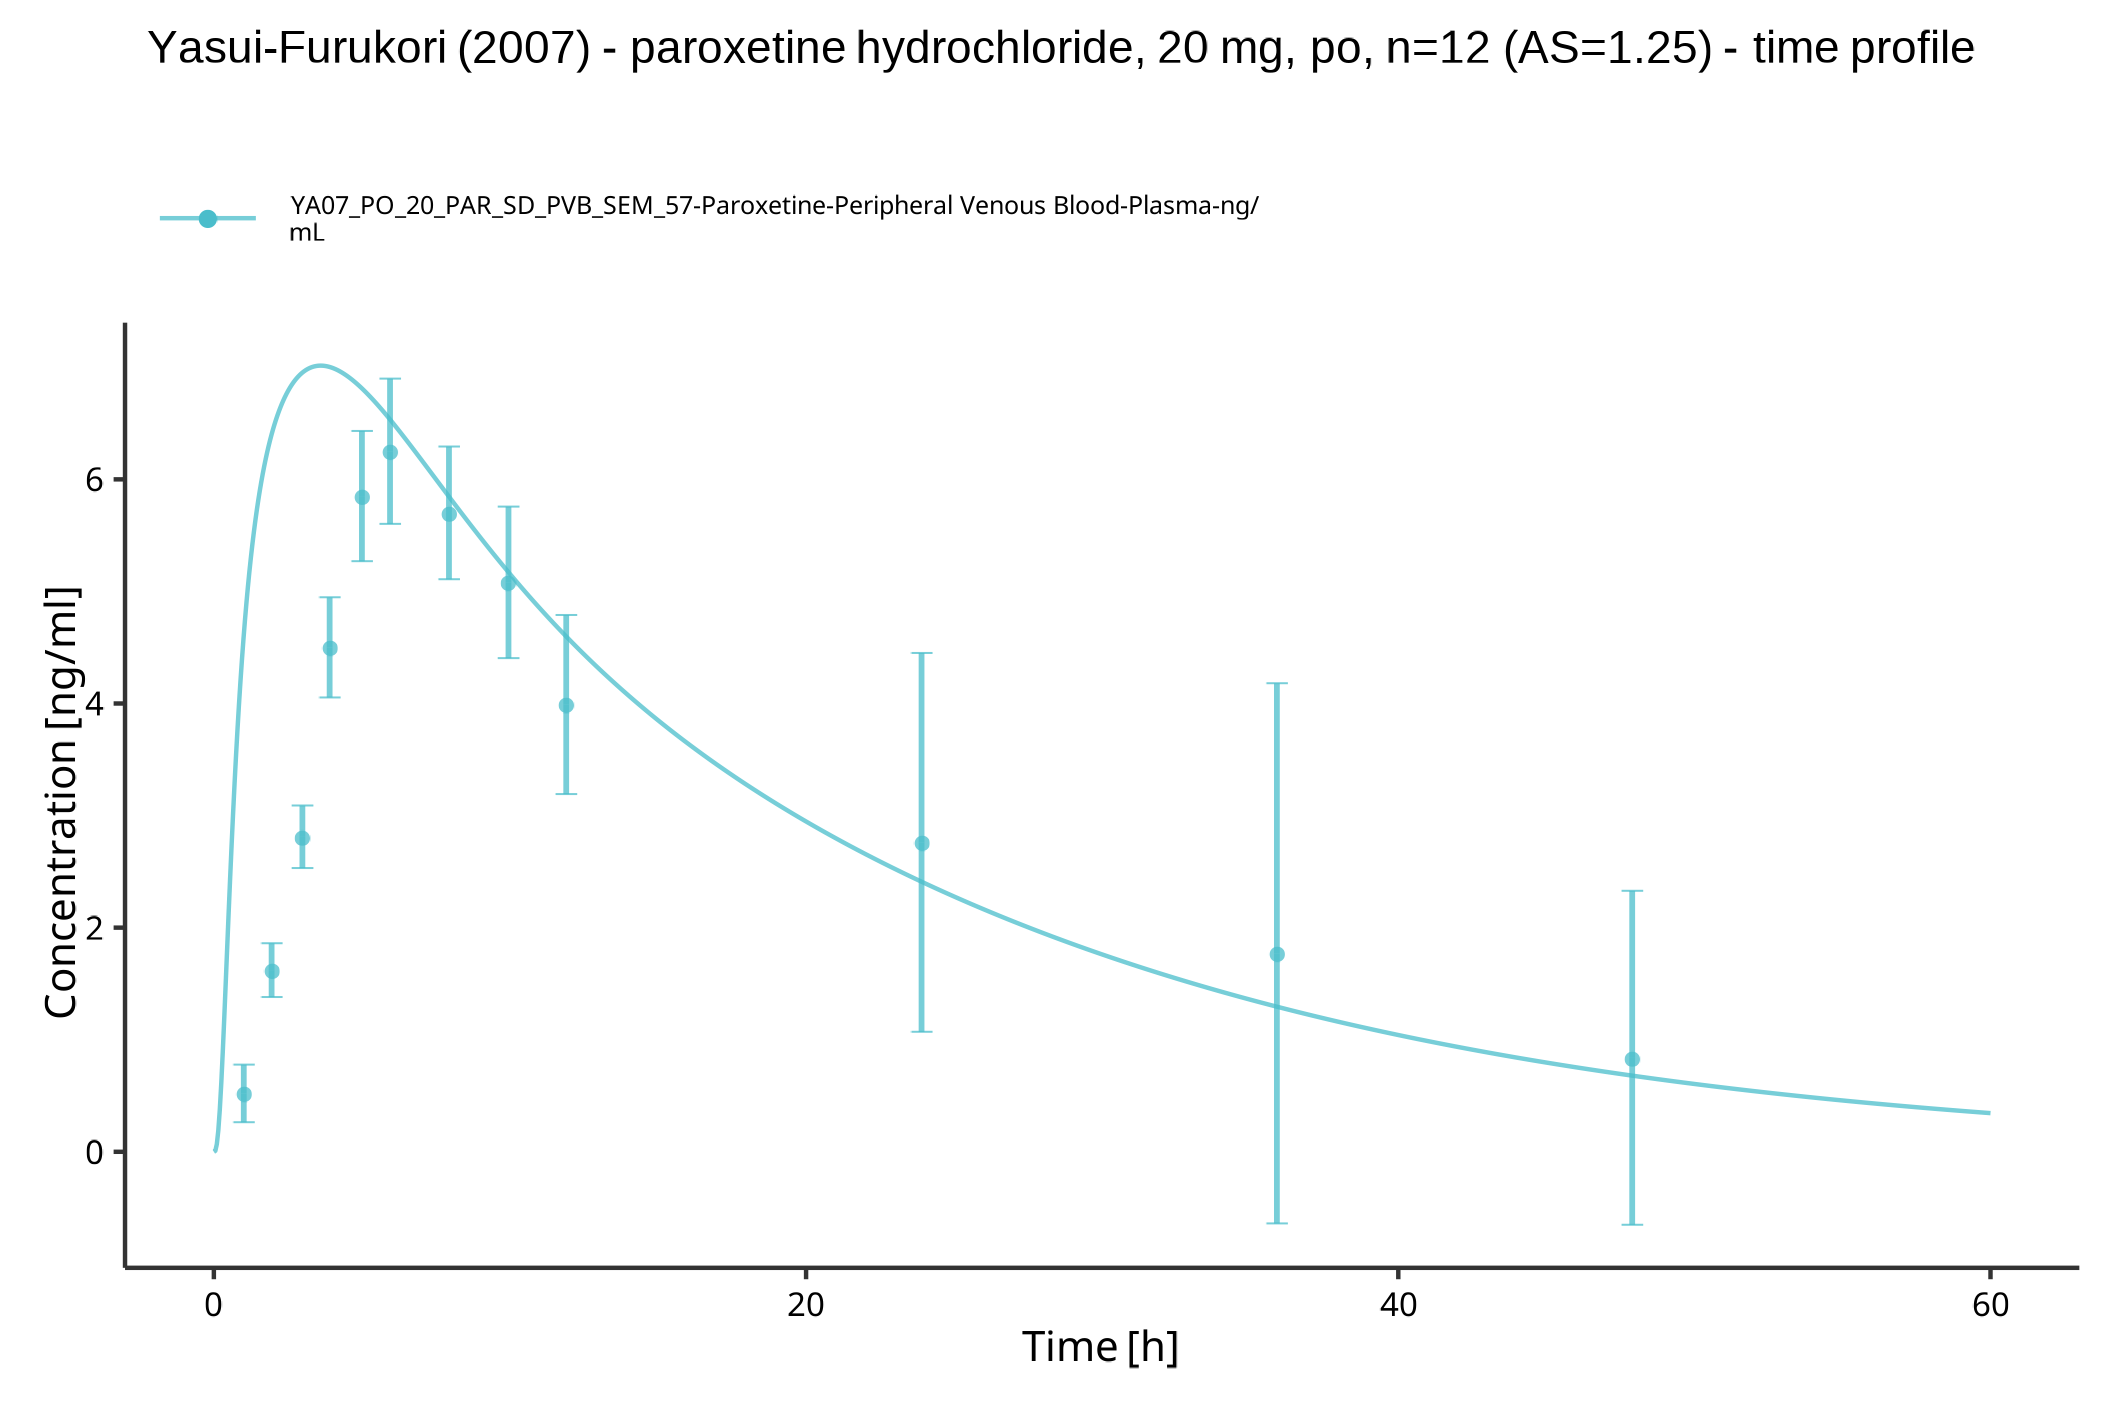 Yasui-Furukori (2007) - paroxetine hydrochloride, 20 mg, po, n=12 (AS=1.25) - time profile
YA07_PO_20_PAR_SD_PVB_SEM_57-Paroxetine-Peripheral Venous Blood-Plasma-ng/
mL
Concentration [ng/ml]
6
4
2
0
0 20 40 60
Time [h]